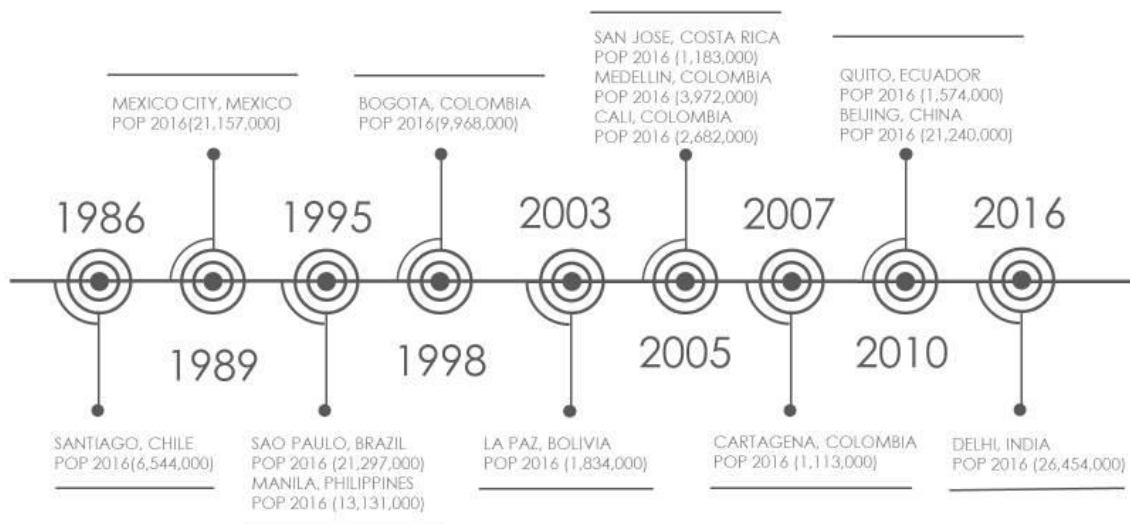 SAN JOSE, COSTA RICA
POP 2016 (1,183,000)
MEDELLIN, COLOMBIA
POP 2016 (3,972,000)
CALI, COLOMBIA
POP 2016 (2,682,000)
QUITO, ECUADOR
POP 2016 (1,574,000)
BEIJING, CHINA
POP 2016 (21,240,000)
MEXICO CITY, MEXICO
POP 2016(21,157,000)
BOGOTA, COLOMBIA
POP 2016(9,968,000)
1986
1995
2003
2007
2016
1989
1998
2005
2010
SANTIAGO, CHILE
POP 2016(6,544,000)
SAO PAULO, BRAZIL
POP 2016 (21,297,000)
MANILA, PHILIPPINES
POP 2016 (13,131,000)
LA PAZ, BOLIVIA
POP 2016 (1,834,000)
CARTAGENA, COLOMBIA
POP 2016 (1,113,000)
DELHI, INDIA
POP 2016 (26,454,000)